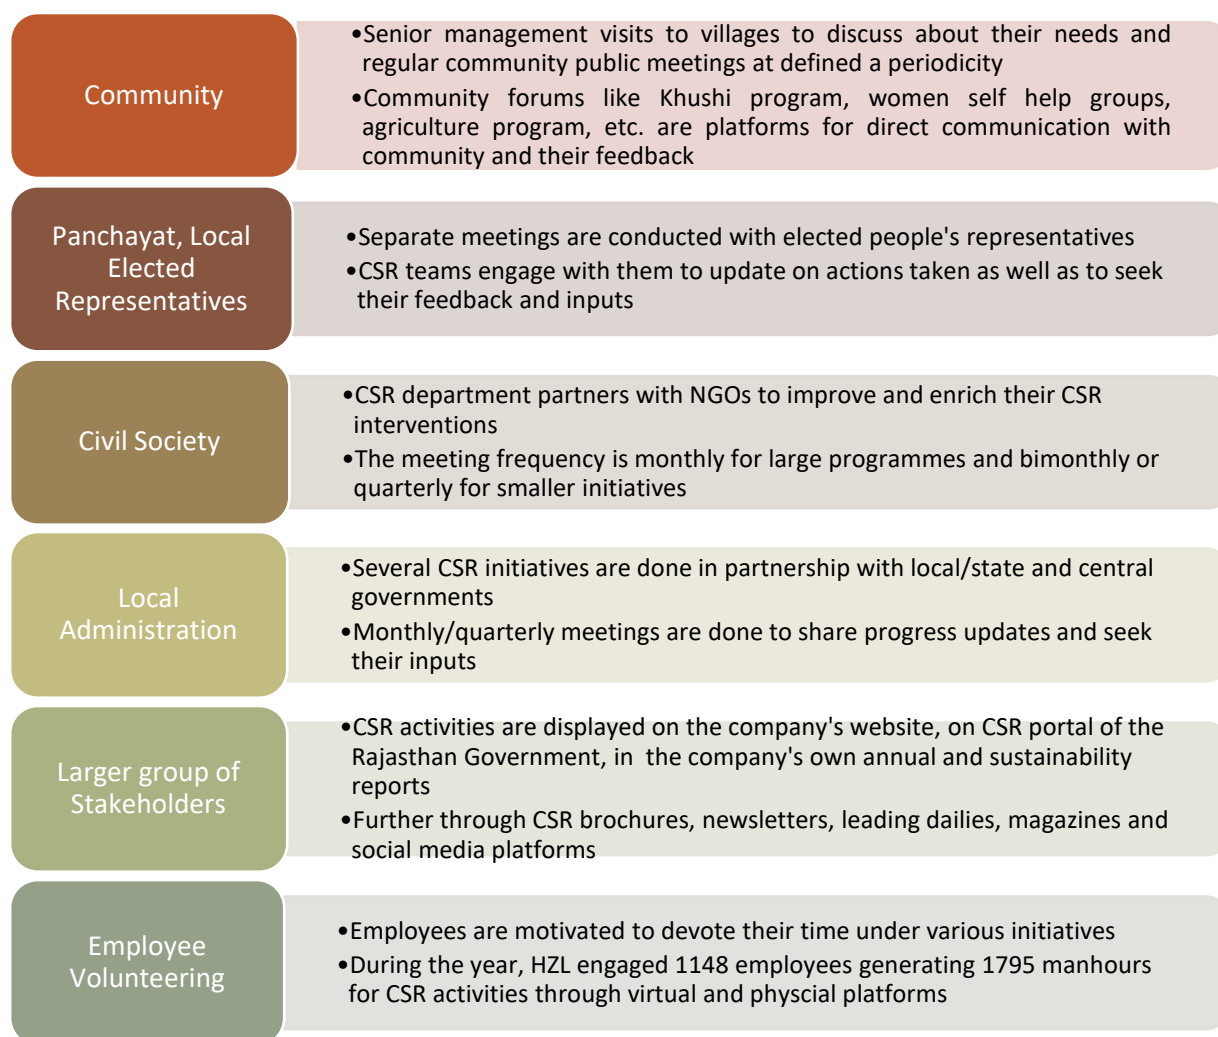 Community
•Senior management visits to villages to discuss about their needs and
regular community public meetings at defined a periodicity
•Community forums like Khushi program, women self help groups,
agriculture program, etc. are platforms for direct communication with
community and their feedback
Panchayat, Local
Elected
Representatives
•Separate meetings are conducted with elected people's representatives
•CSR teams engage with them to update on actions taken as well as to seek
their feedback and inputs
Civil Society
•CSR department partners with NGOs to improve and enrich their CSR
interventions
•The meeting frequency is monthly for large programmes and bimonthly or
quarterly for smaller initiatives
Local
Administration
•Several CSR initiatives are done in partnership with local/state and central
governments
•Monthly/quarterly meetings are done to share progress updates and seek
their inputs
Larger group of
Stakeholders
•CSR activities are displayed on the company's website, on CSR portal of the
Rajasthan Government, in the company's own annual and sustainability
reports
•Further through CSR brochures, newsletters, leading dailies, magazines and
social media platforms
Employee
Volunteering
•Employees are motivated to devote their time under various initiatives
•During the year, HZL engaged 1148 employees generating 1795 manhours
for CSR activities through virtual and physcial platforms